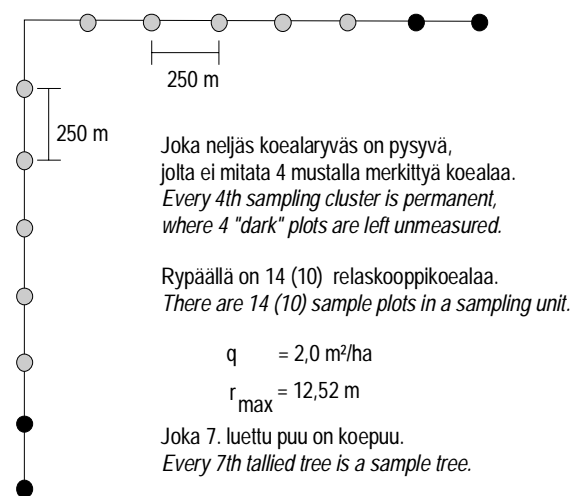 250 m
250 m
Joka neljäs koealaryväs on pysyvä,
jolta ei mitata 4 mustalla merkittyä koealaa.
Every 4th sampling cluster is permanent,
where 4 "dark" plots are left unmeasured.
Rypäällä on 14 (10) relaskooppikoealaa.
There are 14 (10) sample plots in a sampling unit.
q = 2,0 m²/ha
r max = 12,52 m
Joka 7. luettu puu on koepuu.
Every 7th tallied tree is a sample tree.